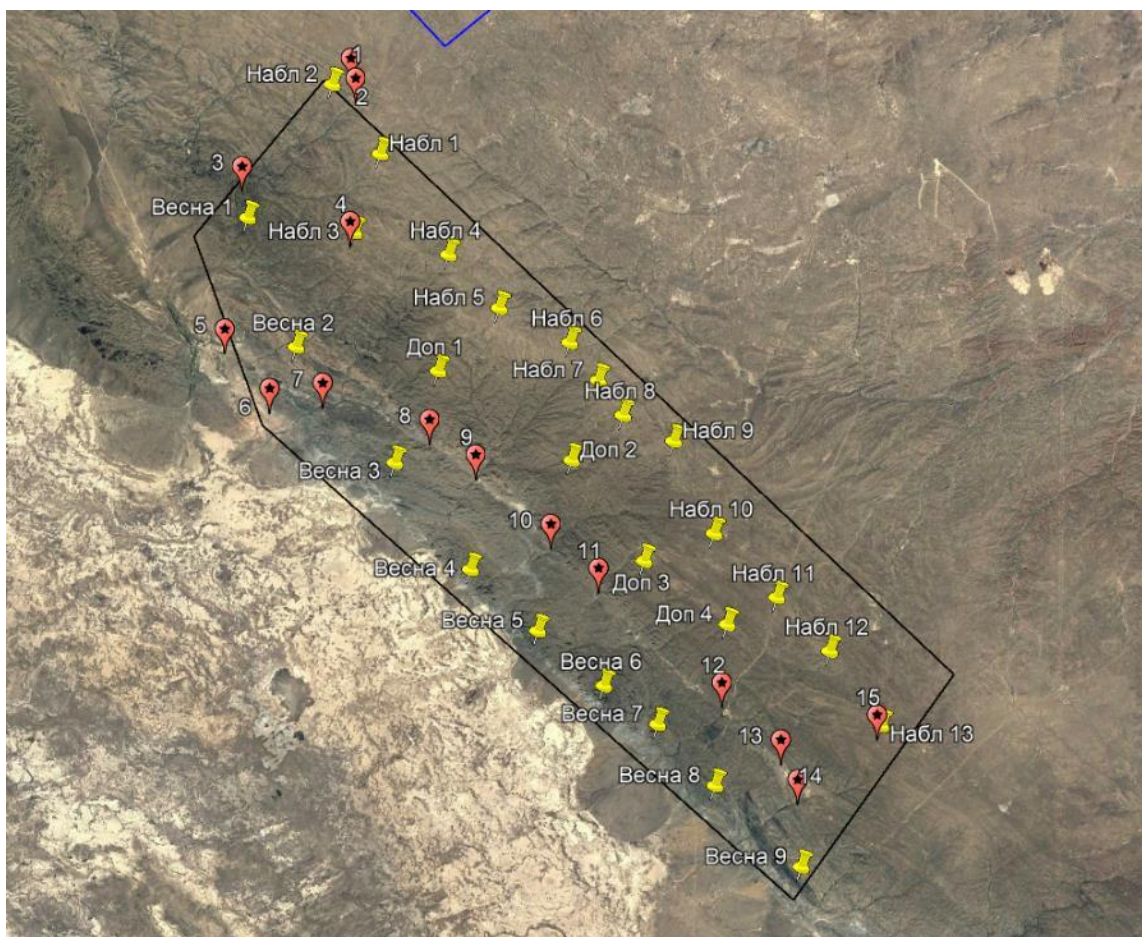 1
Набл 2
2
Набл 1
3
Весна 1
4
Набл 3
Набл 4
Набл 5
5
Весна 2
Набл 6
Доп 1
Набл 7
6
7
Набл 8
8
Набл 9
9
Доп 2
Весна 3
10
Набл 10
11
Весна 4
Доп 3
Набл 11
Весна 5
Доп 4
Набл 12
12
Весна 6
Весна 7
15
Набл 13
13
Весна 8
14
Весна 9